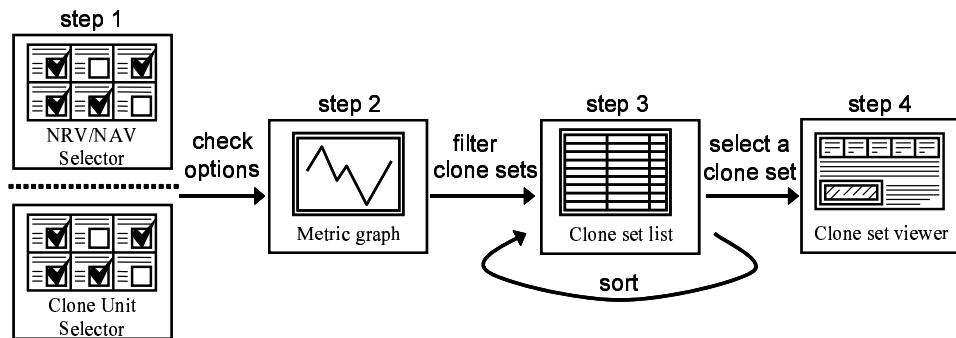 step 1
NRV/NAV
Selector
Clone Unit
Selector
check
options
step 2
Metric graph
filter
clone sets
step 3
Clone set list
sort
select a
clone set
step 4
Clone set viewer